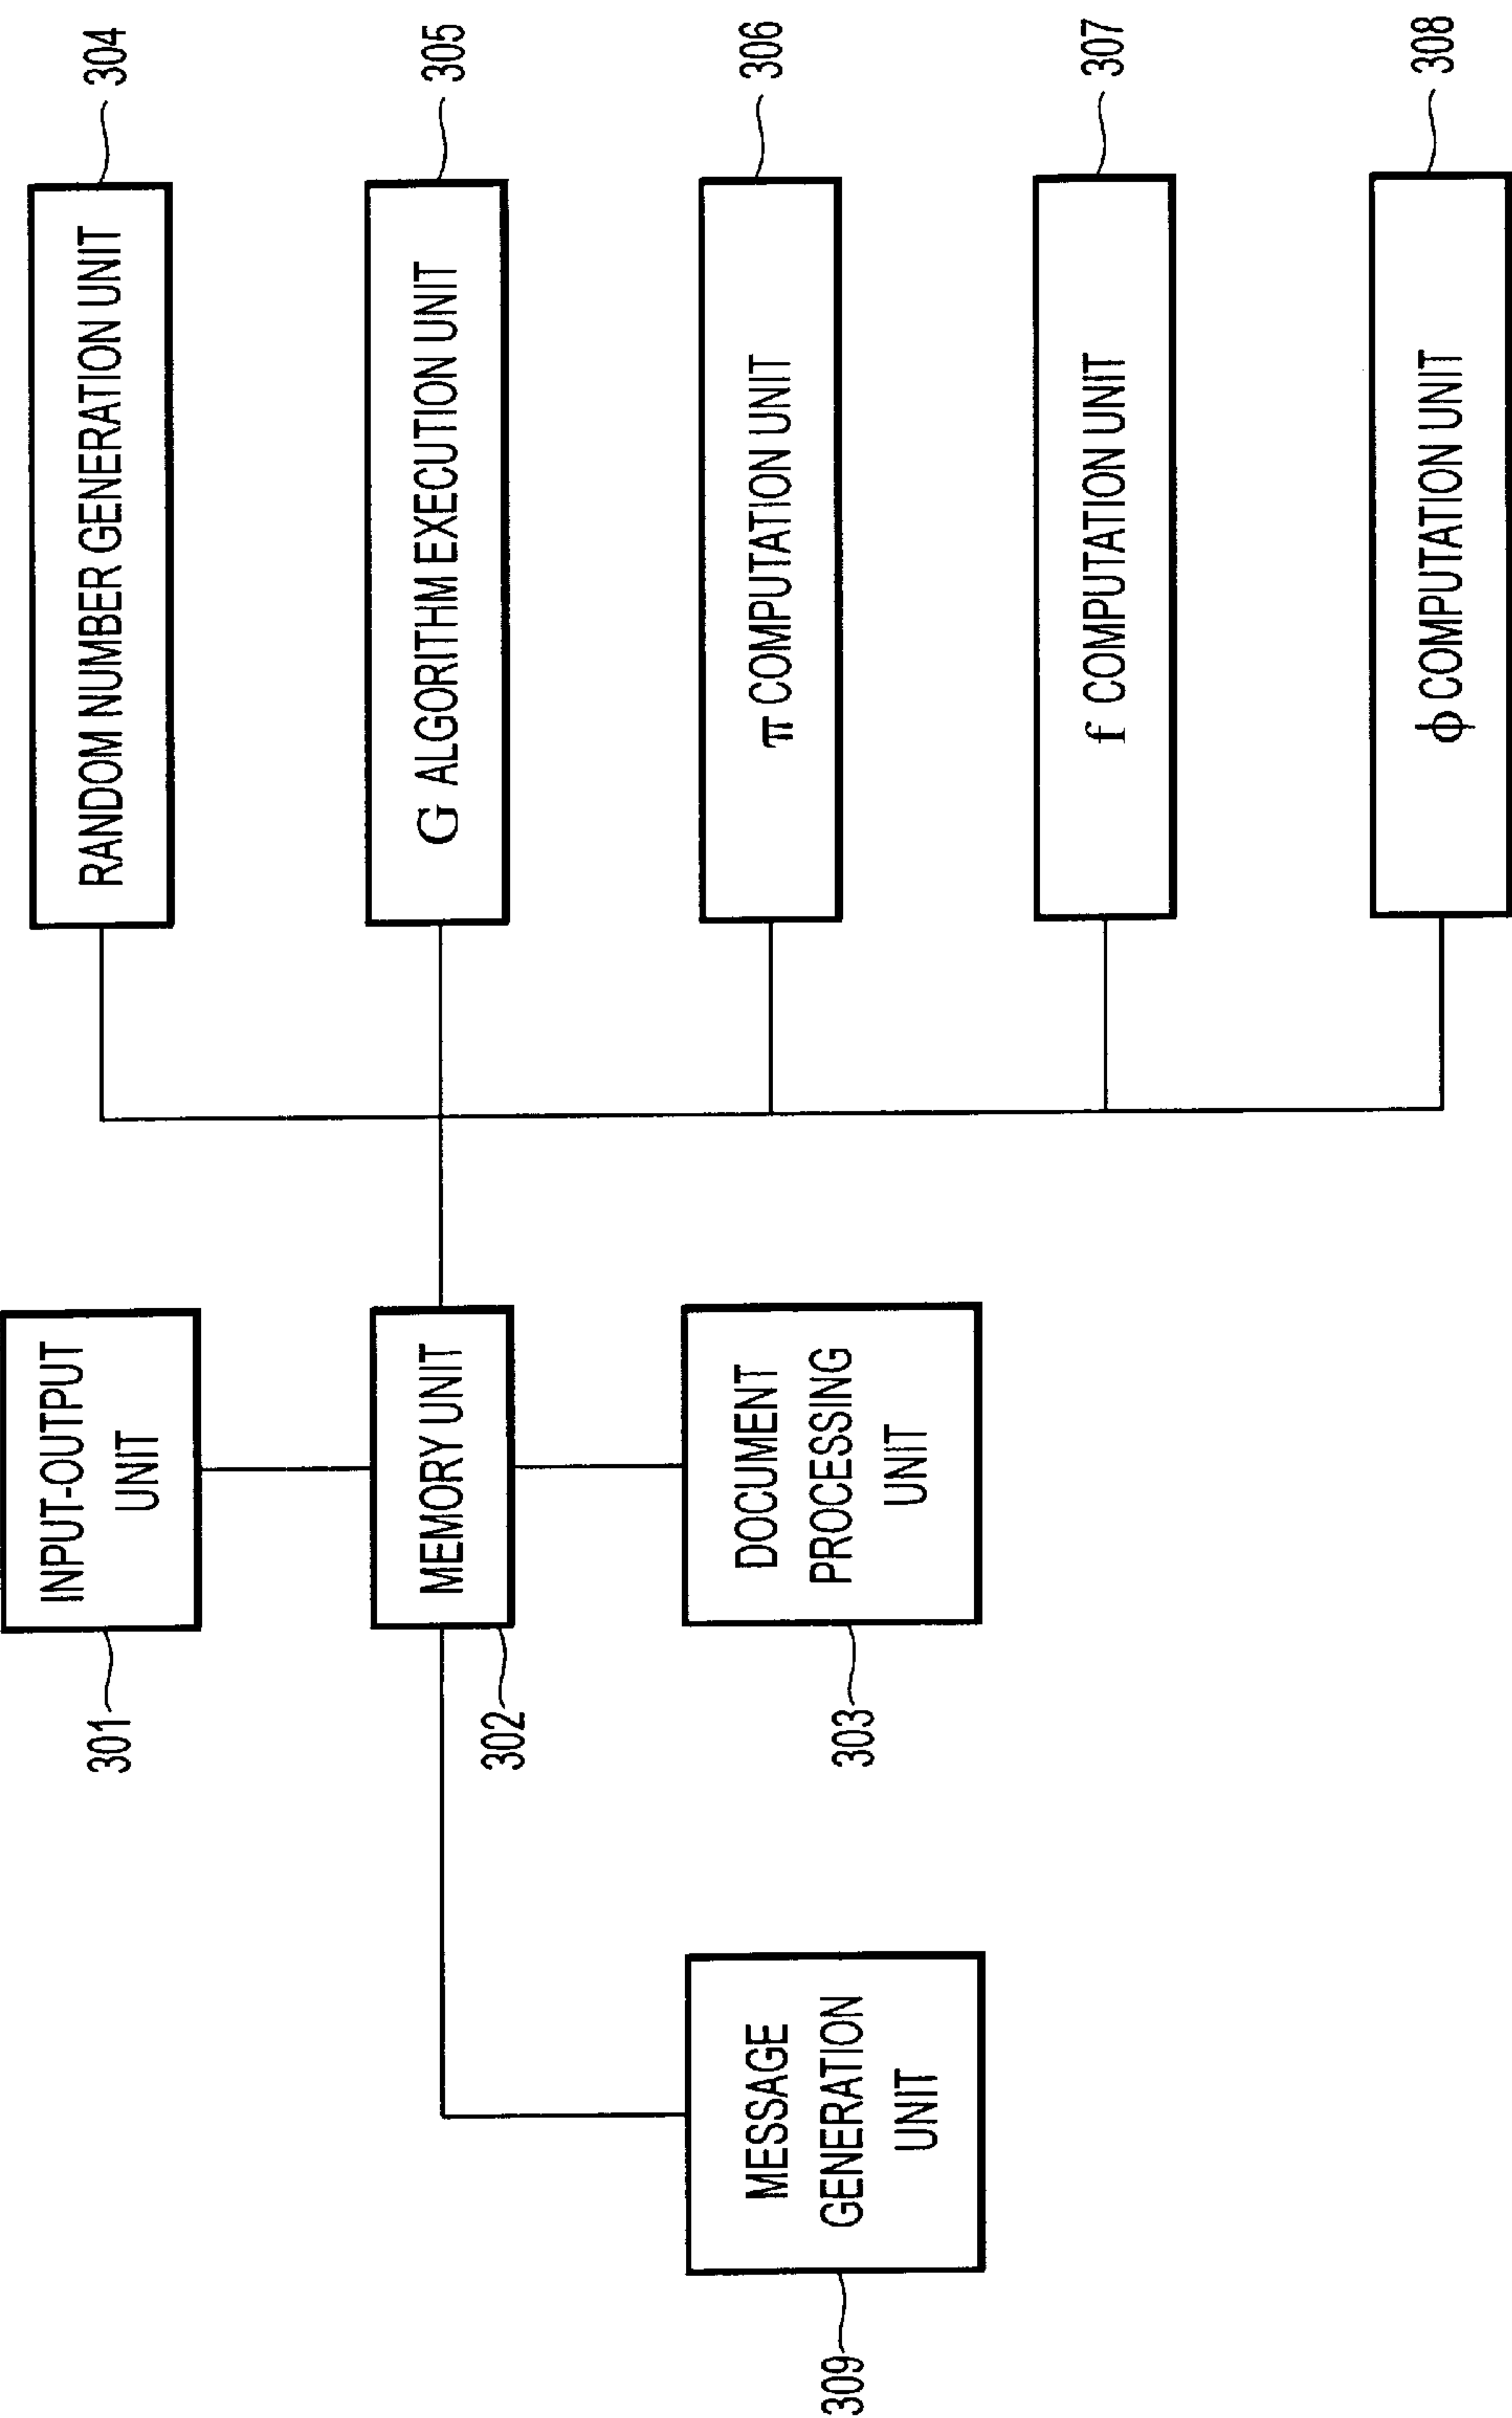 304
RANDOM NUMBER GENERATION UNIT
305
G ALGORITHM EXECUTION UNIT
306
π COMPUTATION UNIT
307
f COMPUTATION UNIT
308
ϕ COMPUTATION UNIT
INPUT-OUTPUT
UNIT
301
MEMORY UNIT
302
DOCUMENT
PROCESSING
UNIT
303
MESSAGE
GENERATION
UNIT
309